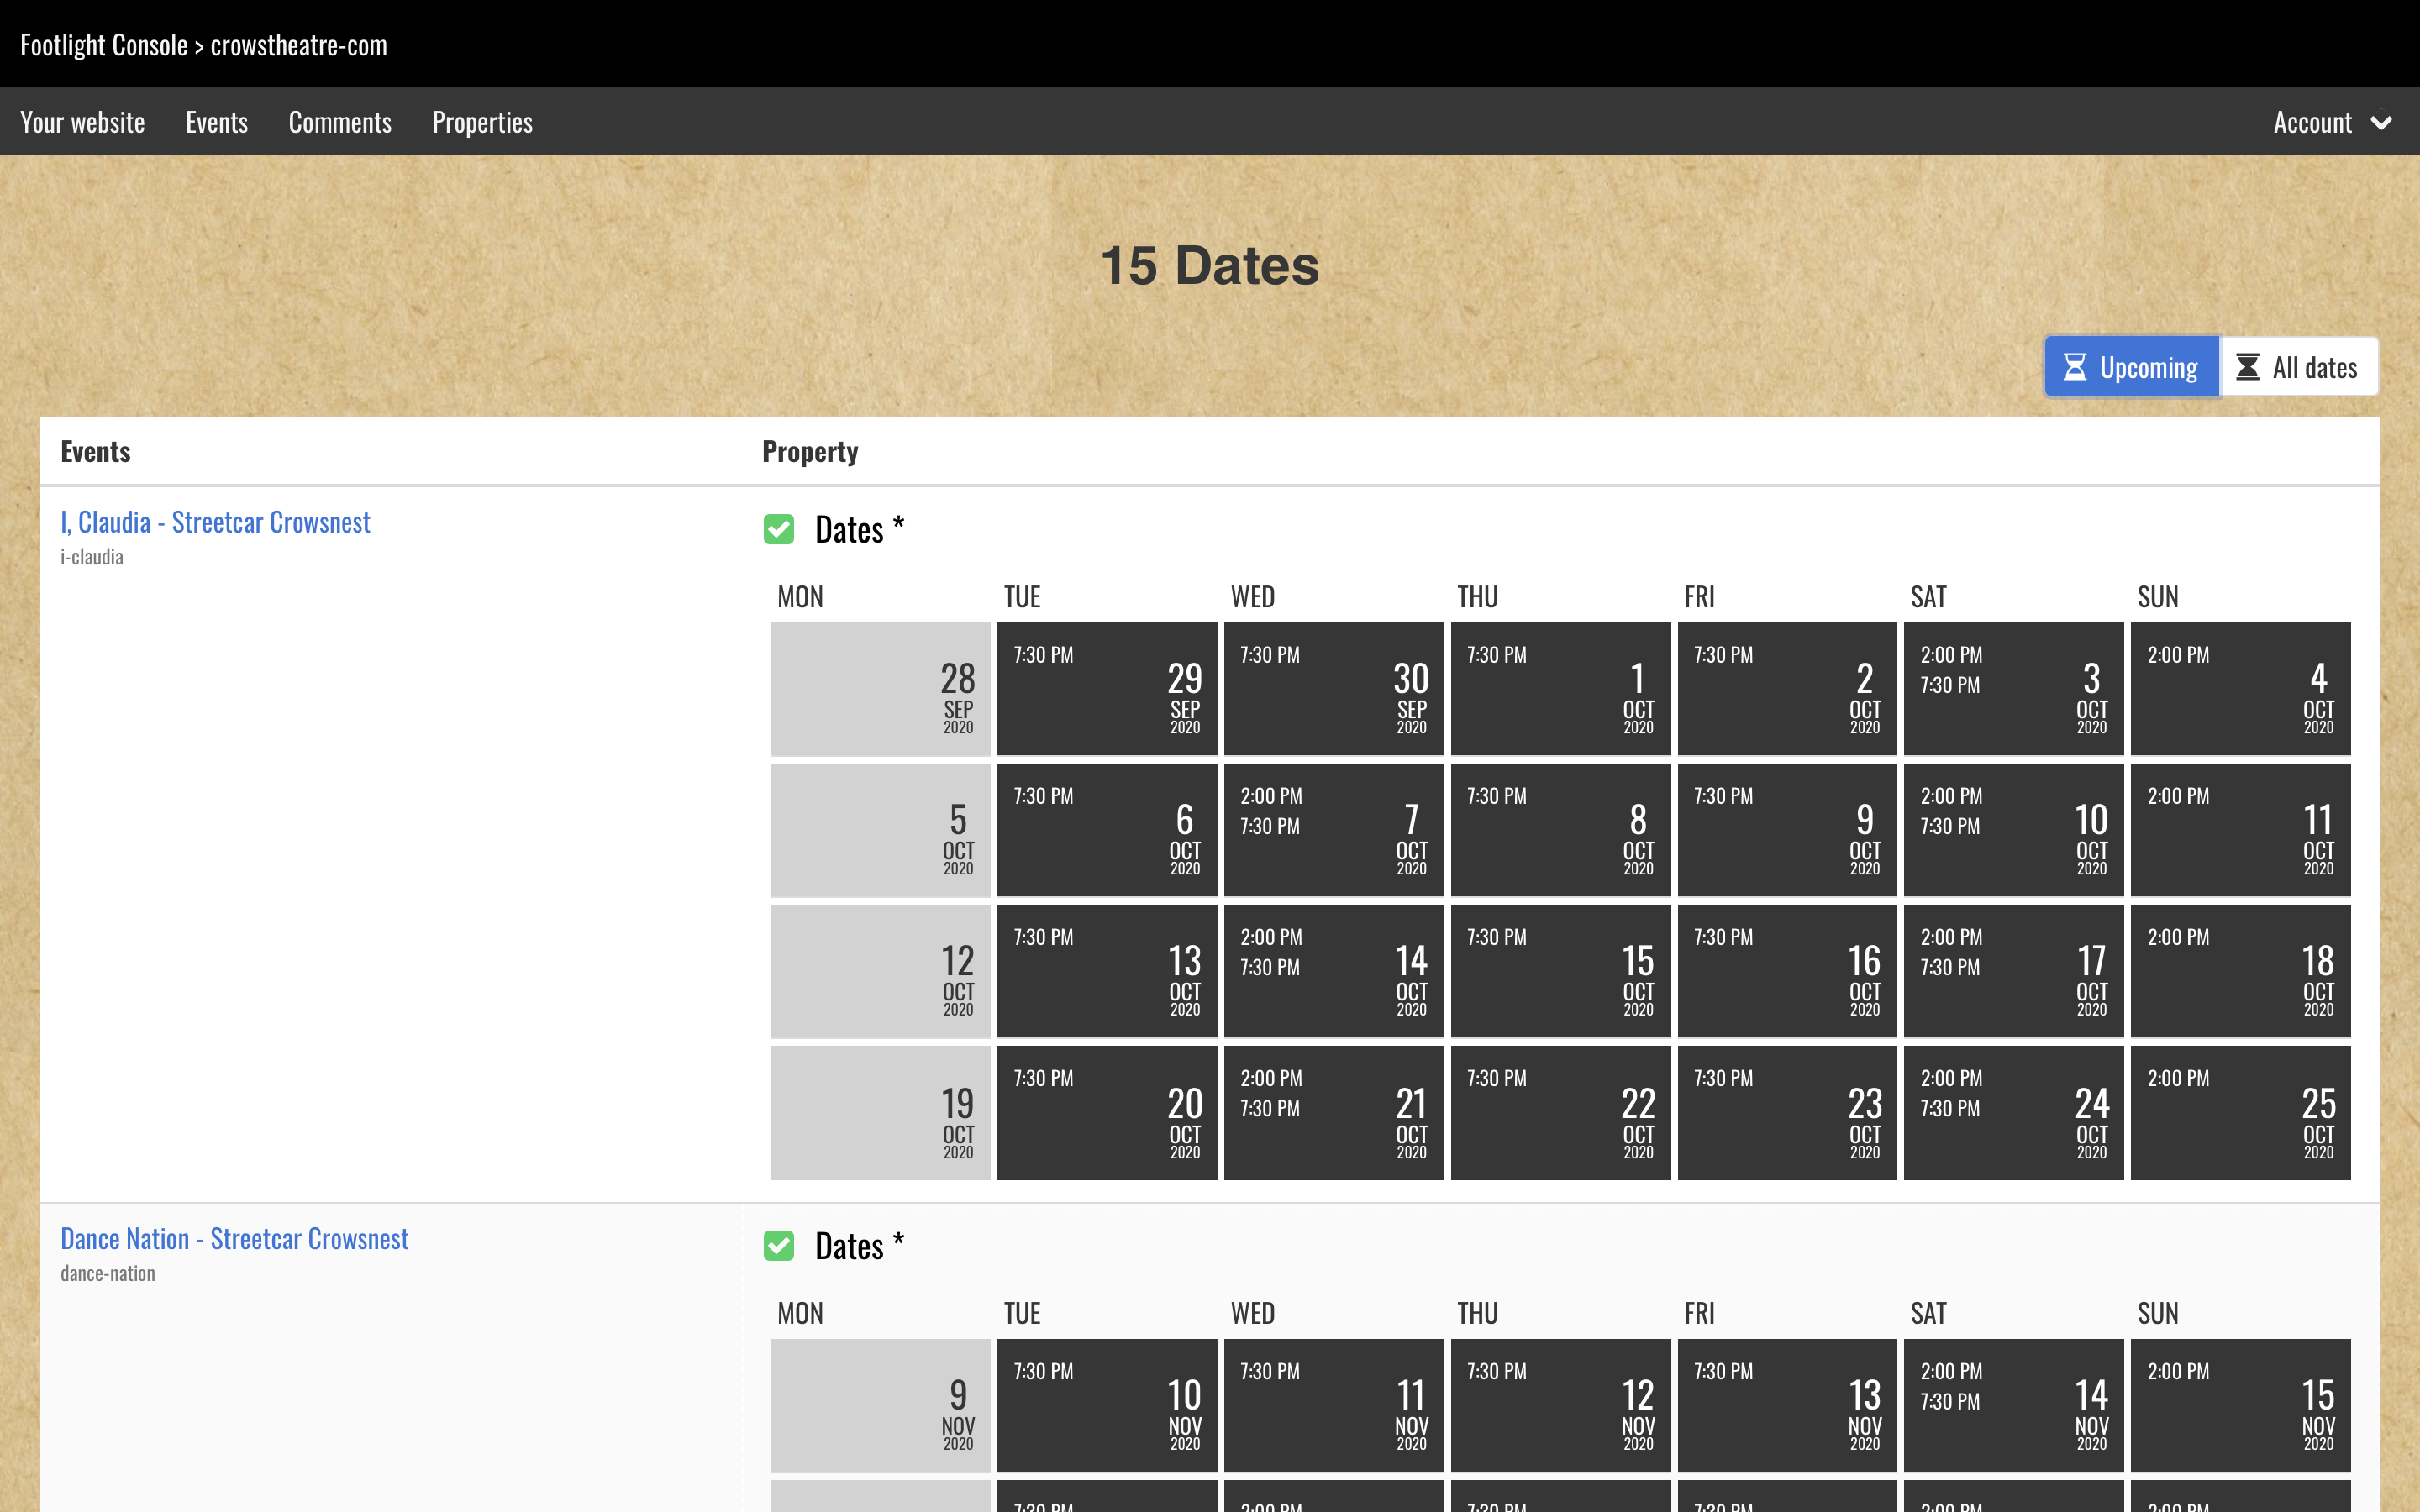 Footlight Console > crowstheatre-com
Your website Events Comments Properties Account
15 Dates
Upcoming All dates
Events Property
I, Claudia - Streetcar Crowsnest
i-claudia
Dates *
MON TUE WED THU FRI SAT SUN
28 SEP 2020
7:30 PM 29 SEP 2020
7:30 PM 30 SEP 2020
7:30 PM 1 OCT 2020
7:30 PM 2 OCT 2020
2:00 PM 7:30 PM 3 OCT 2020
2:00 PM 4 OCT 2020
5 OCT 2020
7:30 PM 6 OCT 2020
2:00 PM 7:30 PM 7 OCT 2020
7:30 PM 8 OCT 2020
7:30 PM 9 OCT 2020
2:00 PM 7:30 PM 10 OCT 2020
2:00 PM 11 OCT 2020
12 OCT 2020
7:30 PM 13 OCT 2020
2:00 PM 7:30 PM 14 OCT 2020
7:30 PM 15 OCT 2020
7:30 PM 16 OCT 2020
2:00 PM 7:30 PM 17 OCT 2020
2:00 PM 18 OCT 2020
19 OCT 2020
7:30 PM 20 OCT 2020
2:00 PM 7:30 PM 21 OCT 2020
7:30 PM 22 OCT 2020
7:30 PM 23 OCT 2020
2:00 PM 7:30 PM 24 OCT 2020
2:00 PM 25 OCT 2020
Dance Nation - Streetcar Crowsnest
dance-nation
Dates *
MON TUE WED THU FRI SAT SUN
9 NOV 2020
7:30 PM 10 NOV 2020
7:30 PM 11 NOV 2020
7:30 PM 12 NOV 2020
7:30 PM 13 NOV 2020
2:00 PM 7:30 PM 14 NOV 2020
2:00 PM 15 NOV 2020
7:30 PM 2:00 PM 7:30 PM 7:30 PM 2:00 PM 2:00 PM